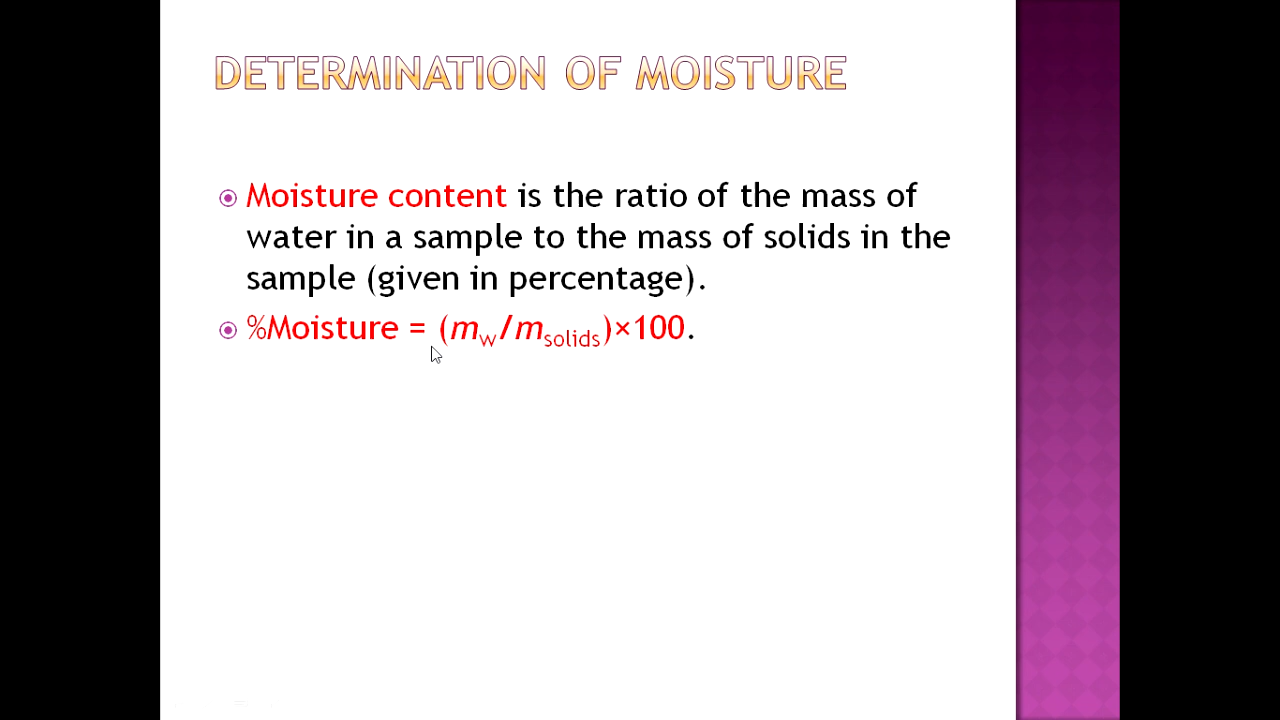 DETERMINATION OF MOISTURE
Moisture content is the ratio of the mass of
water in a sample to the mass of solids in the
sample (given in percentage).
%Moisture = (mw/msolids)×100.